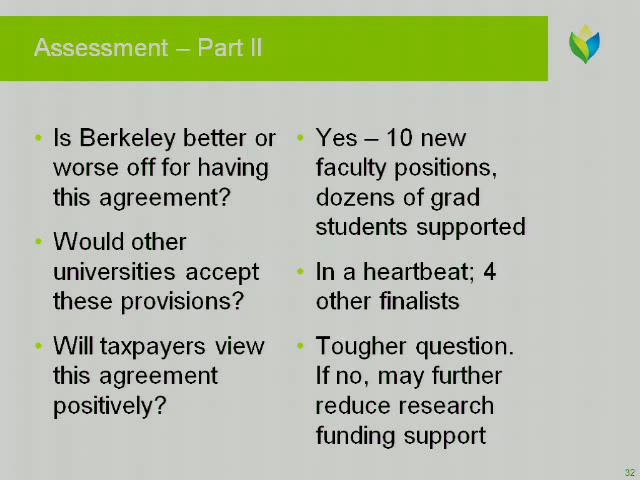 Assessment – Part II
• Is Berkeley better or
worse off for having
this agreement?
• Would other
universities accept
these provisions?
• Will taxpayers view
this agreement
positively?
• Yes – 10 new
faculty positions,
dozens of grad
students supported
• In a heartbeat; 4
other finalists
• Tougher question.
If no, may further
reduce research
funding support
32